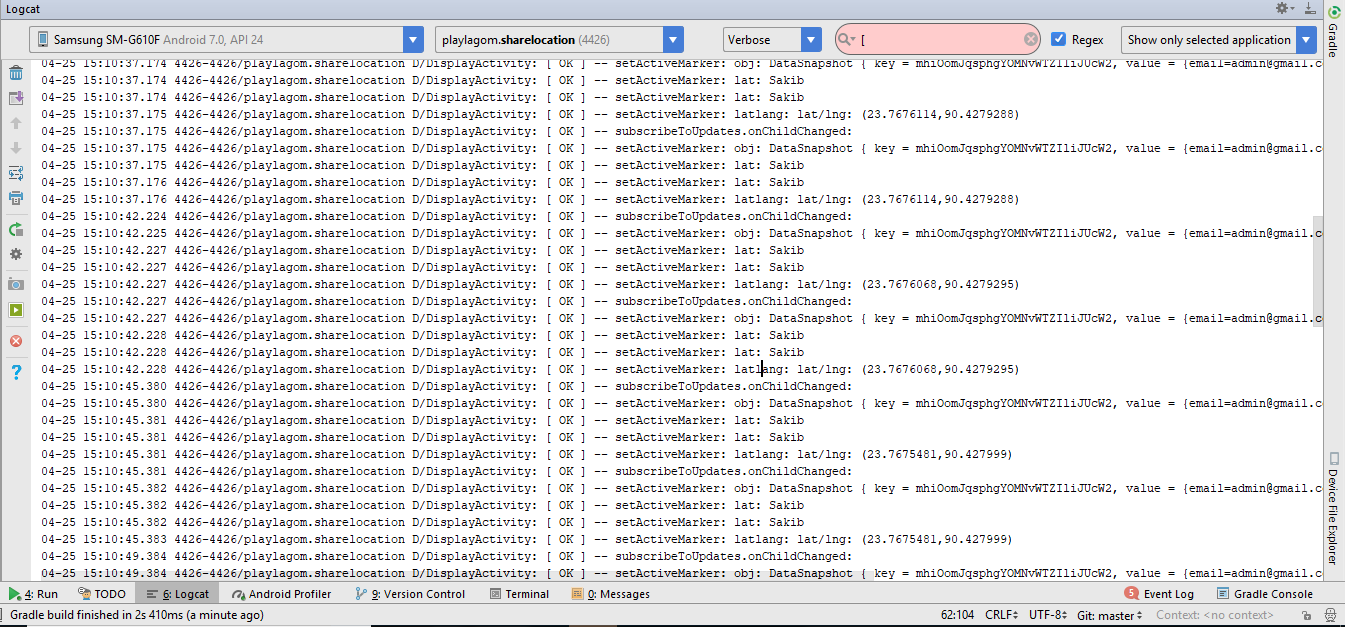 Logcat
Samsung SM-G610F Android 7.0, API 24
playlagom.sharelocation (4426)
Verbose
[
Regex
Show only selected application
04-25 15:10:37.174 4426-4426/playlagom.sharelocation D/DisplayActivity: [ OK ] -- setActiveMarker: obj: DataSnapshot { key = mhiOomJqsphgYOMNvWTZIliJUcW2, value = {email=admin@gmail.co
04-25 15:10:37.174 4426-4426/playlagom.sharelocation D/DisplayActivity: [ OK ] -- setActiveMarker: lat: Sakib
04-25 15:10:37.174 4426-4426/playlagom.sharelocation D/DisplayActivity: [ OK ] -- setActiveMarker: lat: Sakib
04-25 15:10:37.175 4426-4426/playlagom.sharelocation D/DisplayActivity: [ OK ] -- setActiveMarker: latlang: lat/lng: (23.7676114,90.4279288)
04-25 15:10:37.175 4426-4426/playlagom.sharelocation D/DisplayActivity: [ OK ] -- subscribeToUpdates.onChildChanged:
04-25 15:10:37.175 4426-4426/playlagom.sharelocation D/DisplayActivity: [ OK ] -- setActiveMarker: obj: DataSnapshot { key = mhiOomJqsphgYOMNvWTZIliJUcW2, value = {email=admin@gmail.co
04-25 15:10:37.175 4426-4426/playlagom.sharelocation D/DisplayActivity: [ OK ] -- setActiveMarker: lat: Sakib
04-25 15:10:37.176 4426-4426/playlagom.sharelocation D/DisplayActivity: [ OK ] -- setActiveMarker: lat: Sakib
04-25 15:10:37.176 4426-4426/playlagom.sharelocation D/DisplayActivity: [ OK ] -- setActiveMarker: latlang: lat/lng: (23.7676114,90.4279288)
04-25 15:10:42.224 4426-4426/playlagom.sharelocation D/DisplayActivity: [ OK ] -- subscribeToUpdates.onChildChanged:
04-25 15:10:42.225 4426-4426/playlagom.sharelocation D/DisplayActivity: [ OK ] -- setActiveMarker: obj: DataSnapshot { key = mhiOomJqsphgYOMNvWTZIliJUcW2, value = {email=admin@gmail.co
04-25 15:10:42.227 4426-4426/playlagom.sharelocation D/DisplayActivity: [ OK ] -- setActiveMarker: lat: Sakib
04-25 15:10:42.227 4426-4426/playlagom.sharelocation D/DisplayActivity: [ OK ] -- setActiveMarker: lat: Sakib
04-25 15:10:42.227 4426-4426/playlagom.sharelocation D/DisplayActivity: [ OK ] -- setActiveMarker: latlang: lat/lng: (23.7676068,90.4279295)
04-25 15:10:42.227 4426-4426/playlagom.sharelocation D/DisplayActivity: [ OK ] -- subscribeToUpdates.onChildChanged:
04-25 15:10:42.227 4426-4426/playlagom.sharelocation D/DisplayActivity: [ OK ] -- setActiveMarker: obj: DataSnapshot { key = mhiOomJqsphgYOMNvWTZIliJUcW2, value = {email=admin@gmail.co
04-25 15:10:42.228 4426-4426/playlagom.sharelocation D/DisplayActivity: [ OK ] -- setActiveMarker: lat: Sakib
04-25 15:10:42.228 4426-4426/playlagom.sharelocation D/DisplayActivity: [ OK ] -- setActiveMarker: lat: Sakib
04-25 15:10:42.228 4426-4426/playlagom.sharelocation D/DisplayActivity: [ OK ] -- setActiveMarker: latlang: lat/lng: (23.7676068,90.4279295)
04-25 15:10:45.380 4426-4426/playlagom.sharelocation D/DisplayActivity: [ OK ] -- subscribeToUpdates.onChildChanged:
04-25 15:10:45.380 4426-4426/playlagom.sharelocation D/DisplayActivity: [ OK ] -- setActiveMarker: obj: DataSnapshot { key = mhiOomJqsphgYOMNvWTZIliJUcW2, value = {email=admin@gmail.co
04-25 15:10:45.381 4426-4426/playlagom.sharelocation D/DisplayActivity: [ OK ] -- setActiveMarker: lat: Sakib
04-25 15:10:45.381 4426-4426/playlagom.sharelocation D/DisplayActivity: [ OK ] -- setActiveMarker: lat: Sakib
04-25 15:10:45.381 4426-4426/playlagom.sharelocation D/DisplayActivity: [ OK ] -- setActiveMarker: latlang: lat/lng: (23.7675481,90.427999)
04-25 15:10:45.381 4426-4426/playlagom.sharelocation D/DisplayActivity: [ OK ] -- subscribeToUpdates.onChildChanged:
04-25 15:10:45.382 4426-4426/playlagom.sharelocation D/DisplayActivity: [ OK ] -- setActiveMarker: obj: DataSnapshot { key = mhiOomJqsphgYOMNvWTZIliJUcW2, value = {email=admin@gmail.co
04-25 15:10:45.382 4426-4426/playlagom.sharelocation D/DisplayActivity: [ OK ] -- setActiveMarker: lat: Sakib
04-25 15:10:45.382 4426-4426/playlagom.sharelocation D/DisplayActivity: [ OK ] -- setActiveMarker: lat: Sakib
04-25 15:10:45.383 4426-4426/playlagom.sharelocation D/DisplayActivity: [ OK ] -- setActiveMarker: latlang: lat/lng: (23.7675481,90.427999)
04-25 15:10:49.384 4426-4426/playlagom.sharelocation D/DisplayActivity: [ OK ] -- subscribeToUpdates.onChildChanged:
04-25 15:10:49.384 4426-4426/playlagom.sharelocation D/DisplayActivity: [ OK ] -- setActiveMarker: obj: DataSnapshot { key = mhiOomJqsphgYOMNvWTZIliJUcW2, value = {email=admin@gmail.co
Gradle
Device File Explorer
4: Run
TODO
6: Logcat
Android Profiler
9: Version Control
Terminal
0: Messages
5 Event Log
Gradle Console
Gradle build finished in 2s 410ms (a minute ago)
62:104
CRLF
UTF-8
Git: master
Context: <no context>